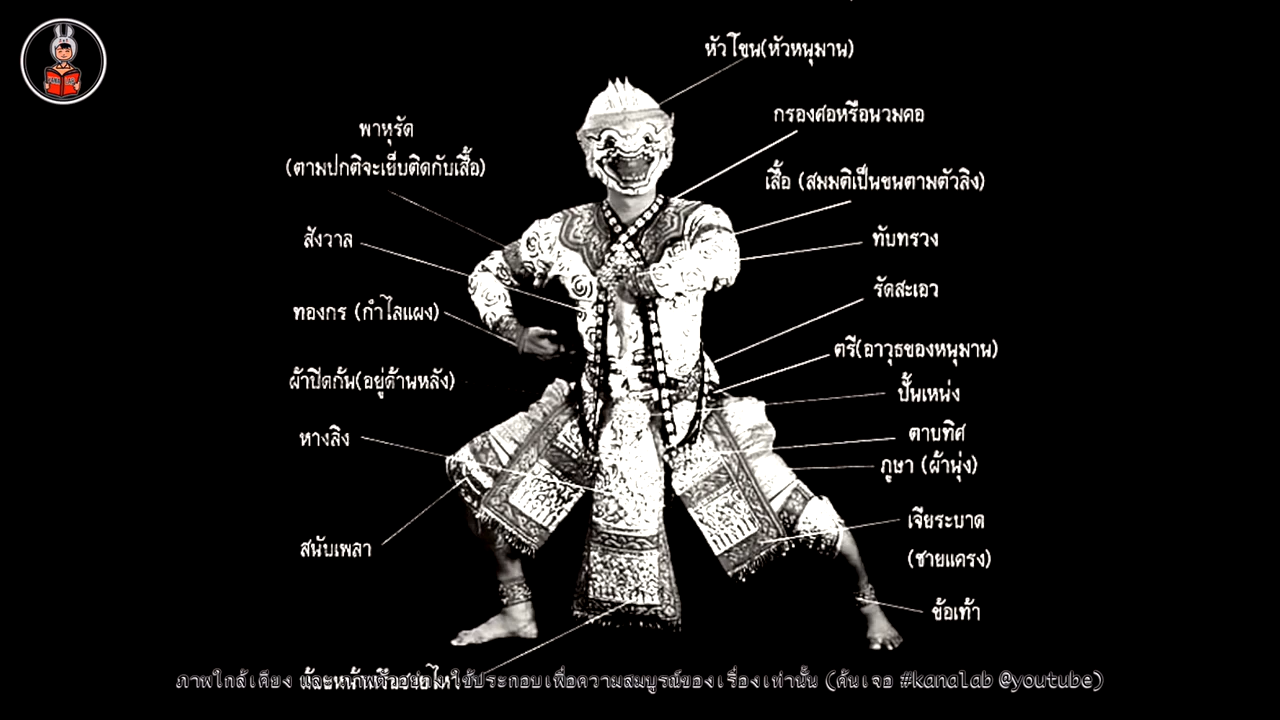 หัวโขน(หัวหนุมาน)
กรองศอหรือนวมคอ
พาหุรัด
(ตามปกติจะเย็บติดกับเสื้อ)
เสื้อ (สมมติเป็นขนตามตัวลิง)
สังวาล
ทับทรวง
รัดสะเอว
ทองกร (กำไลแผง)
ตรี(อาวุธของหนุมาน)
ผ้าปิดก้น(อยู่ด้านหลัง)
ปั้นเหน่ง
หางลิง
ตาบทิศ
ภูษา (ผ้านุ่ง)
เจียระบาด
(ชายแครง)
สนับเพลา
ข้อเท้า
ภาพใกล้เคียง ใช้ประกอบเพื่อความสมบูรณ์ของเรื่องเท่านั้น (ค้นเจอ #kanalab @youtube)